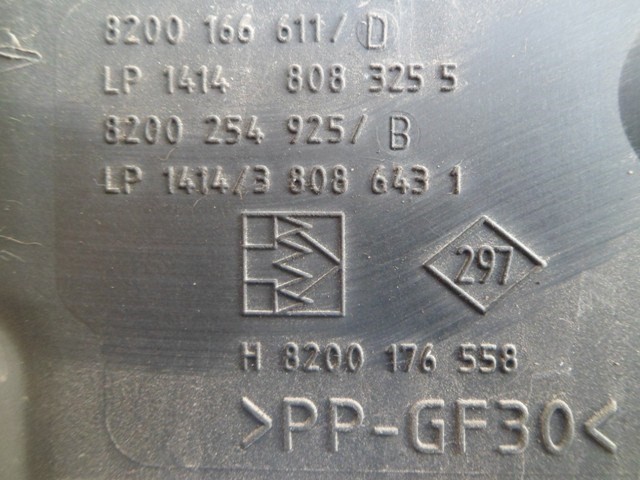 8200 166 611/ D
LP 1414 808 325 5
8200 254 925/ B
LP 1414/3 808 643 1
297
H 8200 176 558
>PP-GF30<